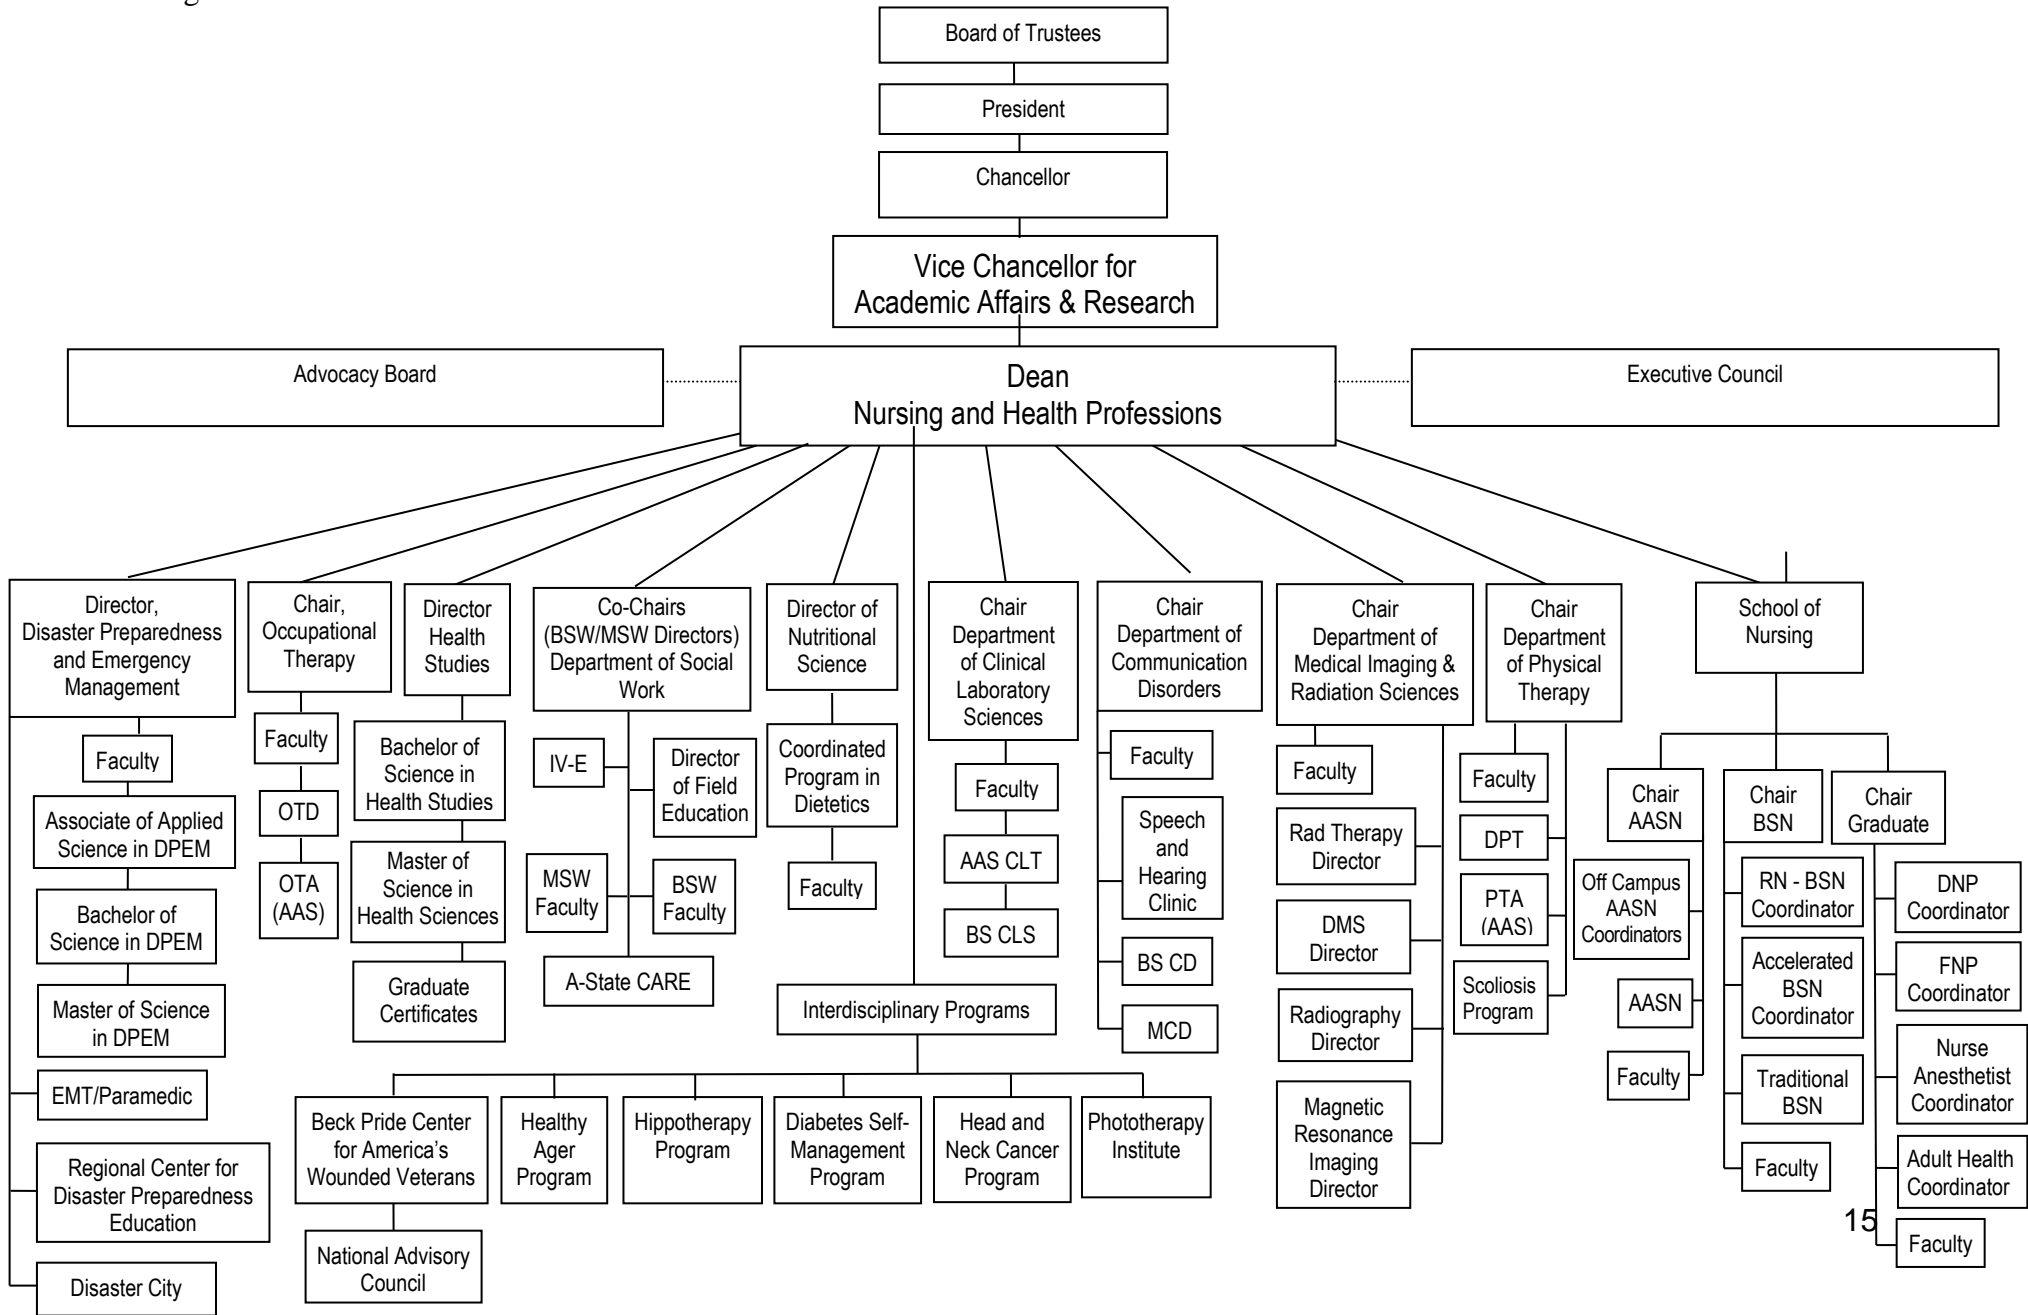 Board of Trustees
President
Chancellor
Vice Chancellor for
Academic Affairs & Research
Advocacy Board
Dean
Nursing and Health Professions
Executive Council
Director,
Disaster Preparedness
and Emergency
Management
Faculty
Associate of Applied
Science in DPEM
Bachelor of
Science in DPEM
Master of Science
in DPEM
EMT/Paramedic
Regional Center for
Disaster Preparedness
Education
Disaster City
Chair,
Occupational
Therapy
Faculty
OTD
OTA
(AAS)
Director
Health
Studies
Bachelor of
Science in
Health Studies
Master of
Science in
Health Sciences
Graduate
Certificates
Co-Chairs
(BSW/MSW Directors)
Department of Social
Work
IV-E
Director
of Field
Education
MSW
Faculty
BSW
Faculty
A-State CARE
Director of
Nutritional
Science
Coordinated
Program in
Dietetics
Faculty
Interdisciplinary Programs
Beck Pride Center
for America's
Wounded Veterans
National Advisory
Council
Healthy
Ager
Program
Hippotherapy
Program
Diabetes Self-
Management
Program
Head and
Neck Cancer
Program
Phototherapy
Institute
Chair
Department
of Clinical
Laboratory
Sciences
Faculty
AAS CLT
BS CLS
Chair
Department of
Communication
Disorders
Faculty
Speech
and
Hearing
Clinic
BS CD
MCD
Chair
Department of
Medical Imaging &
Radiation Sciences
Faculty
Rad Therapy
Director
DMS
Director
Radiography
Director
Magnetic
Resonance
Imaging
Director
Chair
Department
of Physical
Therapy
Faculty
DPT
PTA
(AAS)
Scoliosis
Program
School of
Nursing
Chair
AASN
Off Campus
AASN
Coordinators
AASN
Faculty
Chair
BSN
RN - BSN
Coordinator
Accelerated
BSN
Coordinator
Traditional
BSN
Faculty
Chair
Graduate
DNP
Coordinator
FNP
Coordinator
Nurse
Anesthetist
Coordinator
Adult Health
Coordinator
Faculty
15